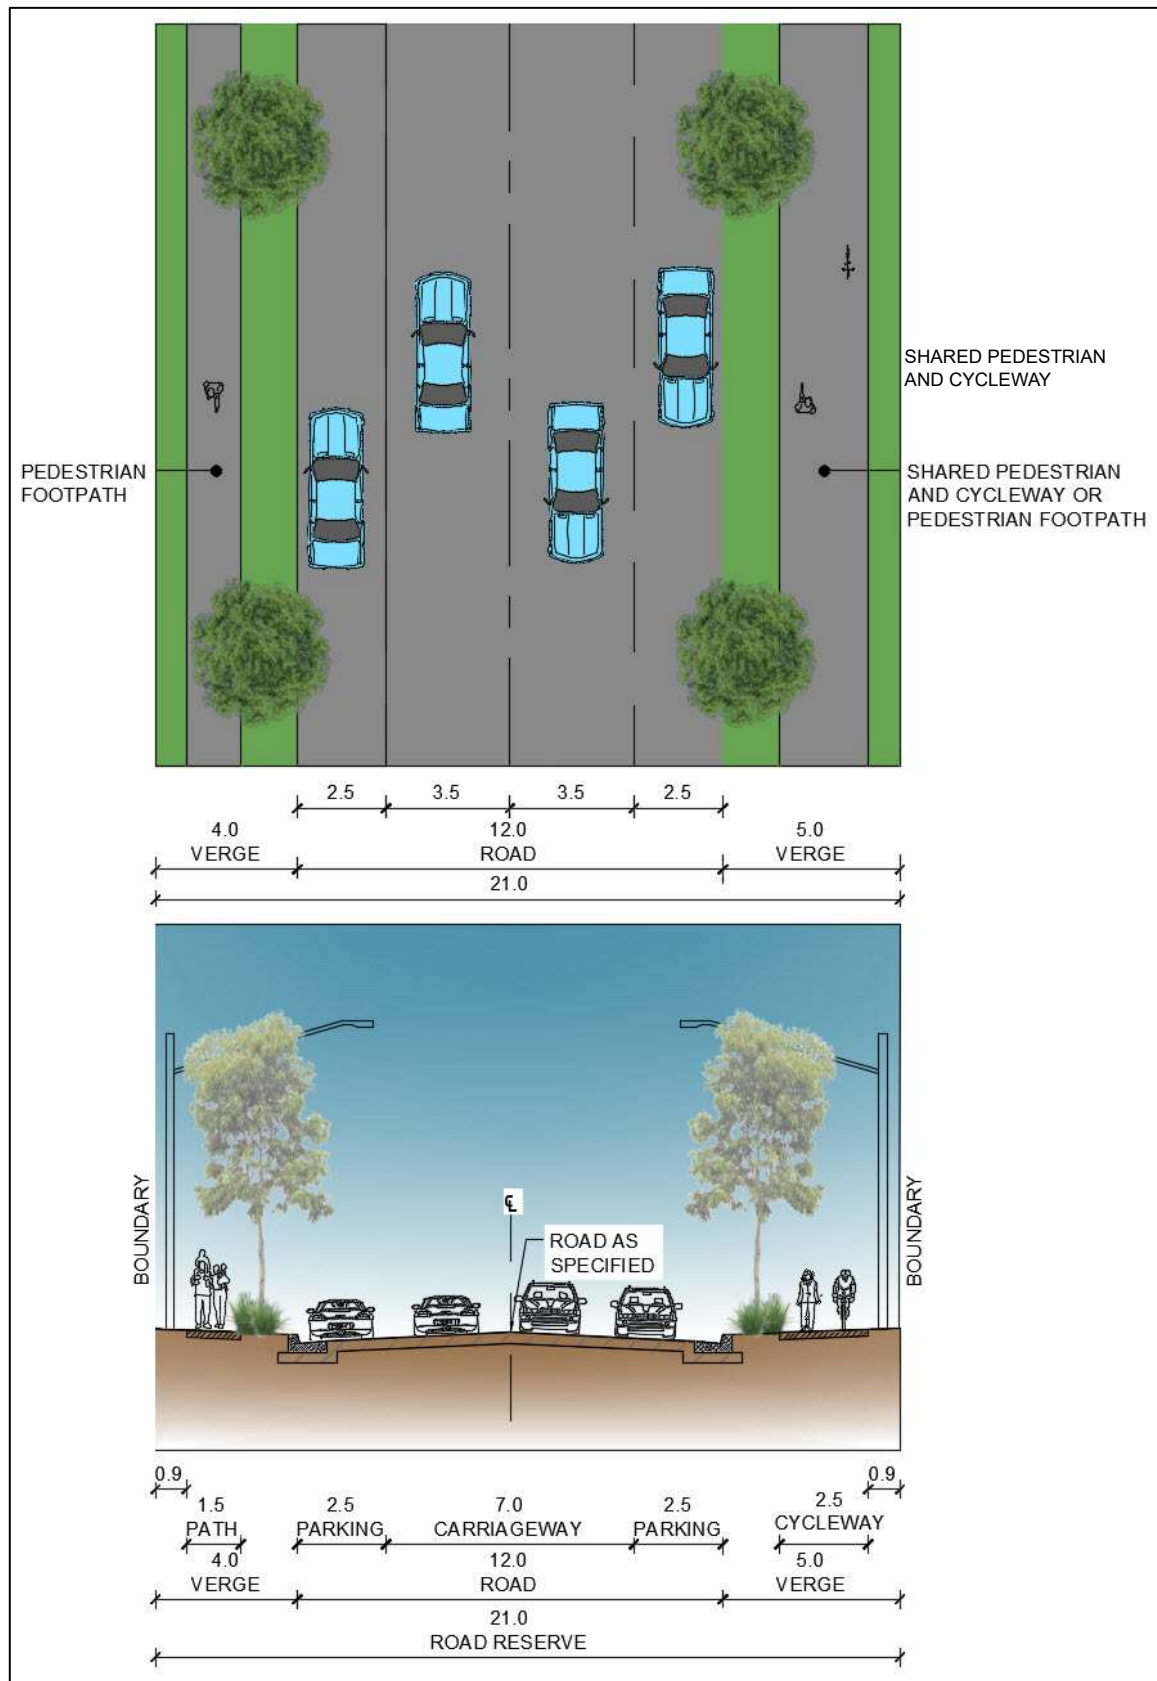 SHARED PEDESTRIAN
AND CYCLEWAY
PEDESTRIAN
FOOTPATH
SHARED PEDESTRIAN
AND CYCLEWAY OR
PEDESTRIAN FOOTPATH
2.5 3.5 3.5 2.5
4.0 12.0 5.0
VERGE ROAD VERGE
21.0
BOUNDARY
℄
ROAD AS
SPECIFIED
BOUNDARY
0.9 0.9
1.5 2.5 7.0 2.5 2.5
PATH PARKING CARRIAGEWAY PARKING CYCLEWAY
4.0 12.0 5.0
VERGE ROAD VERGE
21.0
ROAD RESERVE